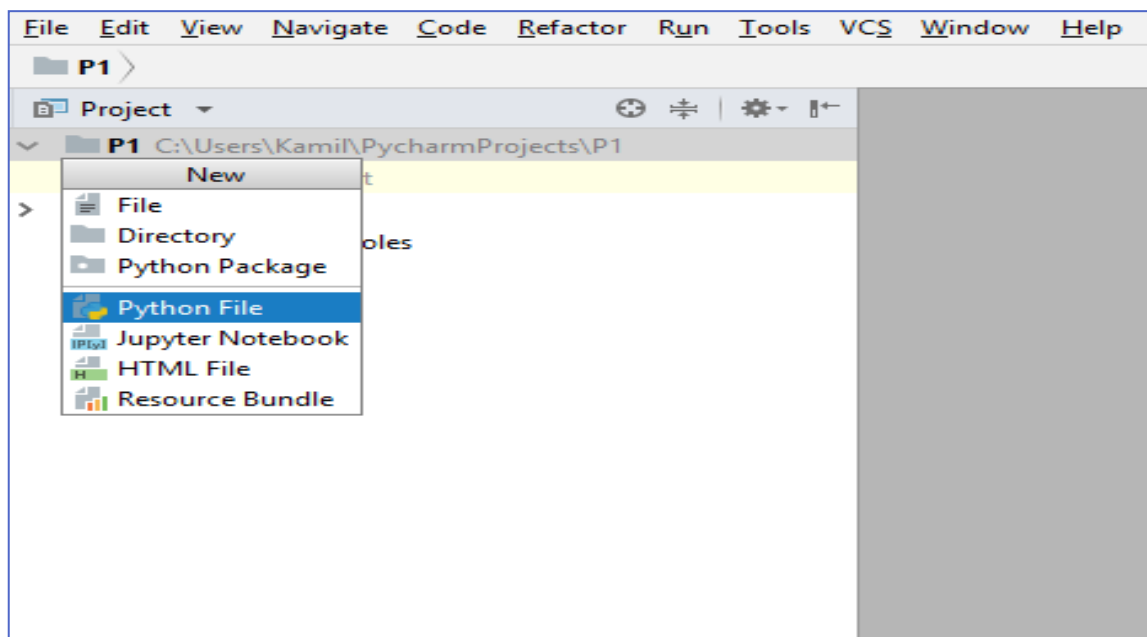 File Edit View Navigate Code Refactor Run Tools VCS Window Help
P1
Project
P1 C:\Users\Kamil\PycharmProjects\P1
New
File
Directory
Python Package
Python File
Jupyter Notebook
HTML File
Resource Bundle